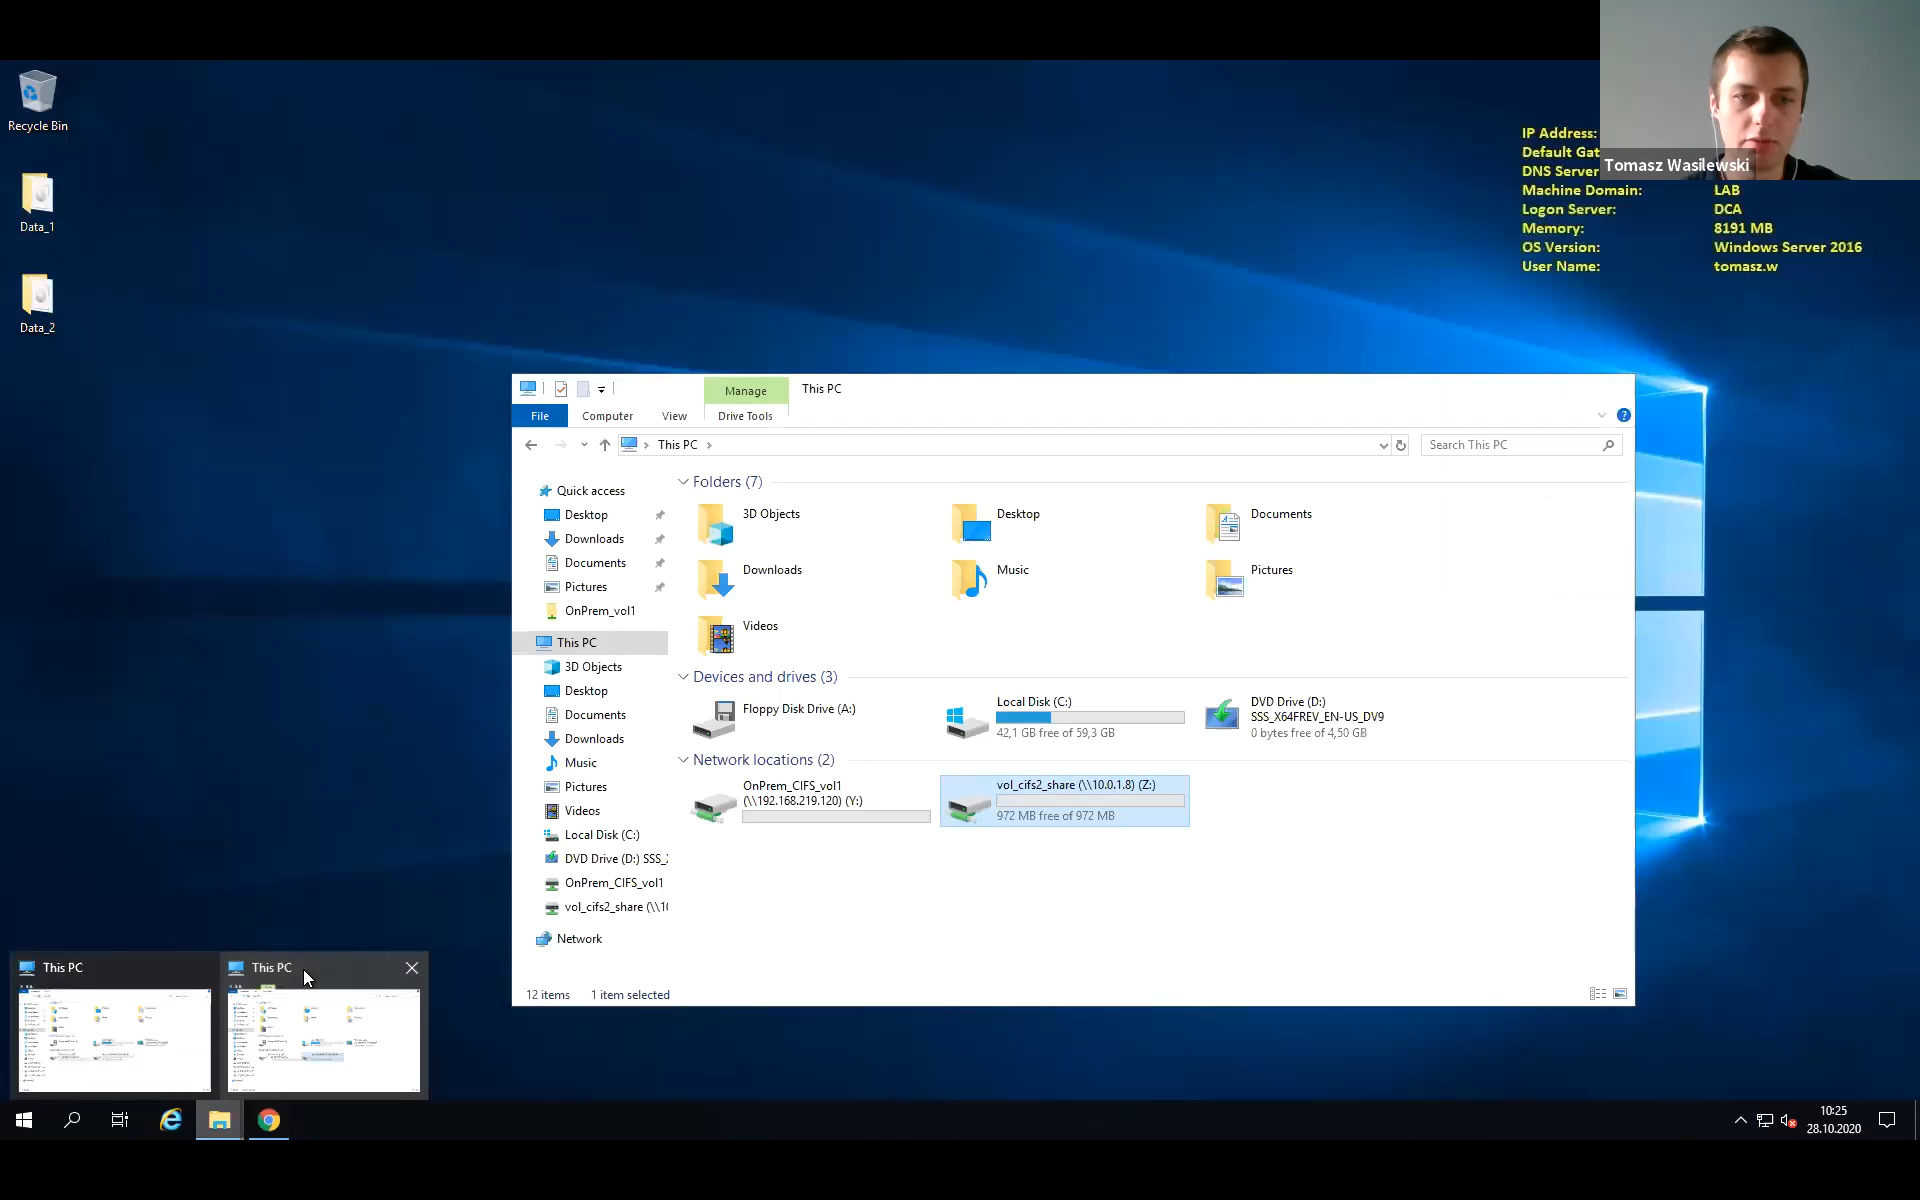 Recycle Bin
Data_1
Data_2
Tomasz Wasilewski
IP Address:
Default Gat
DNS Server
Machine Domain: LAB
Logon Server: DCA
Memory: 8191 MB
OS Version: Windows Server 2016
User Name: tomasz.w
Manage
This PC
File
Computer
View
Drive Tools
This PC
Search This PC
Quick access
Desktop
Downloads
Documents
Pictures
OnPrem_vol1
This PC
3D Objects
Desktop
Documents
Downloads
Music
Pictures
Videos
Local Disk (C:)
DVD Drive (D:) SSS_
OnPrem_CIFS_vol1
vol_cifs2_share (\\10
Network
Folders (7)
3D Objects
Desktop
Documents
Downloads
Music
Pictures
Videos
Devices and drives (3)
Floppy Disk Drive (A:)
Local Disk (C:)
42,1 GB free of 59,3 GB
DVD Drive (D:)
SSS_X64FREV_EN-US_DV9
0 bytes free of 4,50 GB
Network locations (2)
OnPrem_CIFS_vol1
(\\192.168.219.120) (Y:)
vol_cifs2_share (\\10.0.1.8) (Z:)
972 MB free of 972 MB
12 items
1 item selected
This PC
This PC
10:25
28.10.2020